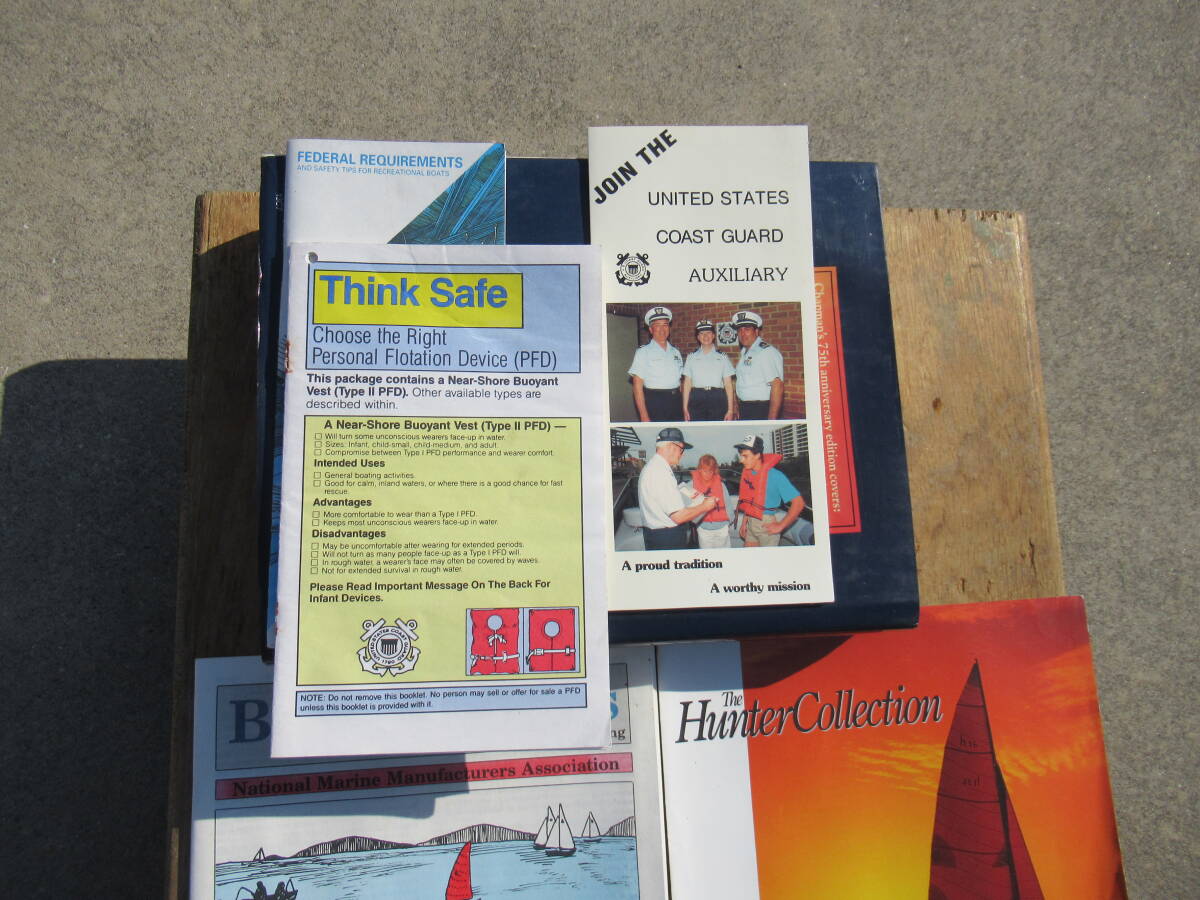 FEDERAL REQUIREMENTS
AND SAFETY TIPS FOR RECREATIONAL BOATS
JOIN THE
UNITED STATES
COAST GUARD
AUXILIARY
A proud tradition
A worthy mission
Chapman's 75th anniversary edition covers:
Think Safe
Choose the Right
Personal Flotation Device (PFD)
This package contains a Near-Shore Buoyant
Vest (Type II PFD). Other available types are
described within.
A Near-Shore Buoyant Vest (Type II PFD) —
Will turn some unconscious wearers face-up in water.
Sizes: Infant, child-small, child-medium, and adult.
Compromise between Type I PFD performance and wearer comfort.
Intended Uses
General boating activities.
Good for calm, inland waters, or where there is a good chance for fast
rescue.
Advantages
More comfortable to wear than a Type I PFD.
Keeps most unconscious wearers face-up in water.
Disadvantages
May be uncomfortable after wearing for extended periods.
Will not turn as many people face-up as a Type I PFD will.
In rough water, a wearer's face may often be covered by waves.
Not for extended survival in rough water.
Please Read Important Message On The Back For
Infant Devices.
UNITED STATES COAST GUARD
1790
NOTE: Do not remove this booklet. No person may sell or offer for sale a PFD
unless this booklet is provided with it.
B
S
ing
National Marine Manufacturers Association
The
HunterCollection